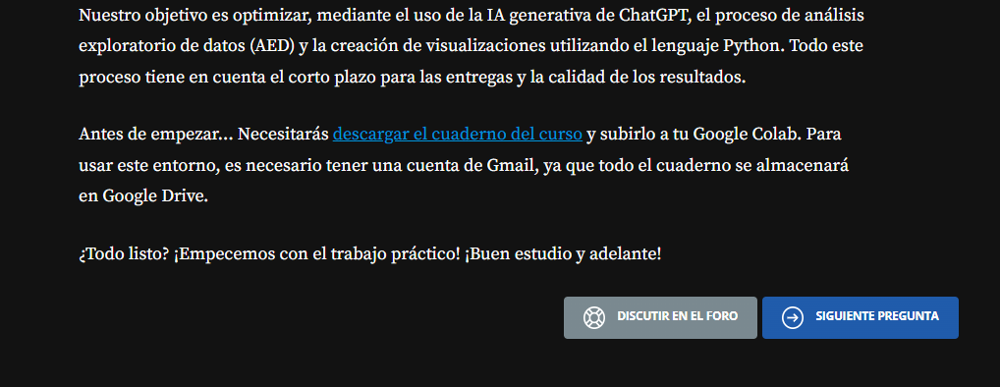 Nuestro objetivo es optimizar, mediante el uso de la IA generativa de ChatGPT, el proceso de análisis
exploratorio de datos (AED) y la creación de visualizaciones utilizando el lenguaje Python. Todo este
proceso tiene en cuenta el corto plazo para las entregas y la calidad de los resultados.
Antes de empezar... Necesitarás descargar el cuaderno del curso y subirlo a tu Google Colab. Para
usar este entorno, es necesario tener una cuenta de Gmail, ya que todo el cuaderno se almacenará
en Google Drive.
¿Todo listo? ¡Empecemos con el trabajo práctico! ¡Buen estudio y adelante!
DISCUTIR EN EL FORO
SIGUIENTE PREGUNTA